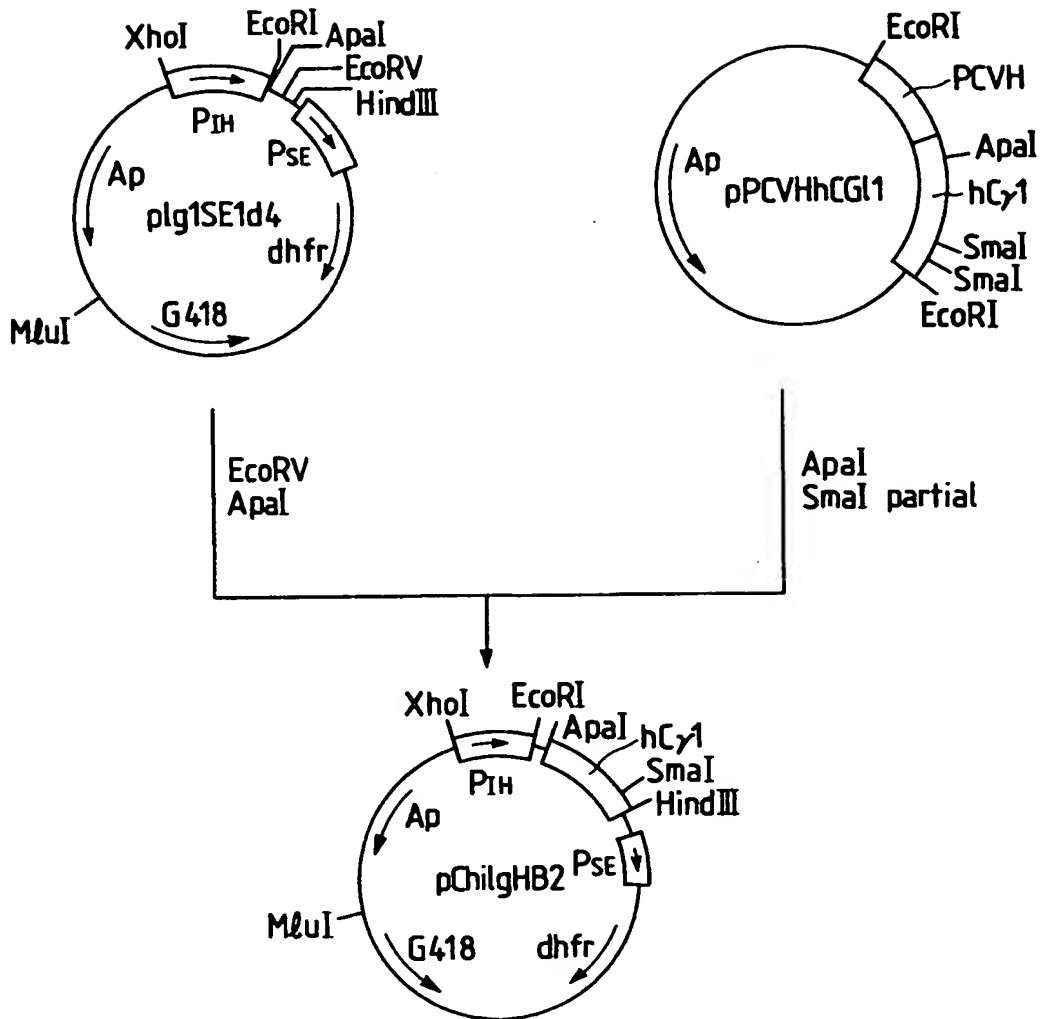 XhoI
EcoRI
ApaI
EcoRV
HindIII
PIH
PSE
Ap
pIg1SE1d4
dhfr
G418
MluI
EcoRI
PCVH
ApaI
Ap
pPCVHhCGl1
hCγ1
SmaI
SmaI
EcoRI
EcoRV
ApaI
ApaI
SmaI partial
XhoI
EcoRI
ApaI
hCγ1
SmaI
HindIII
PIH
Ap
PSE
pChiIgHB2
MluI
G418
dhfr